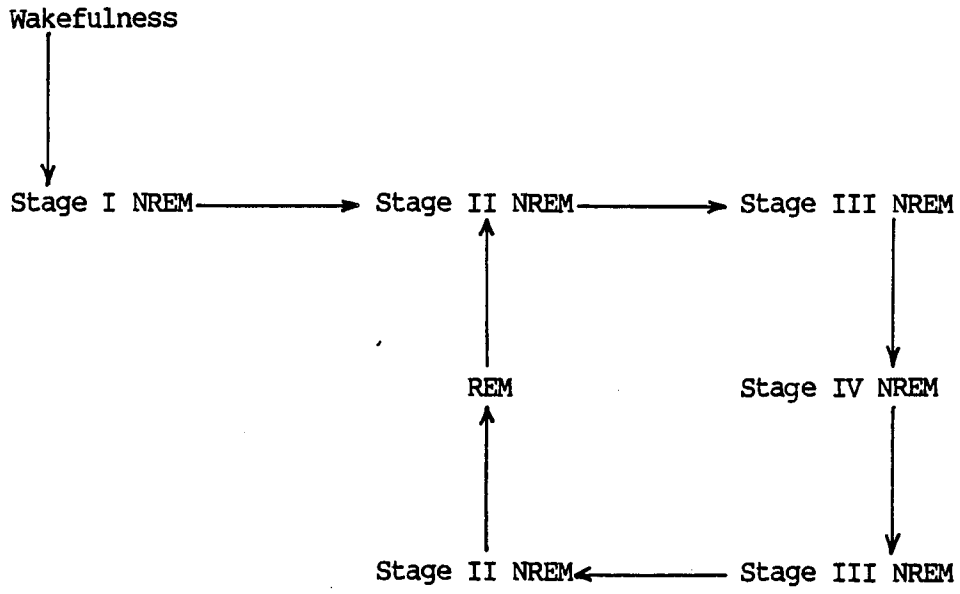 Wakefulness
Stage I NREM
Stage II NREM
Stage III NREM
REM
Stage IV NREM
Stage II NREM
Stage III NREM